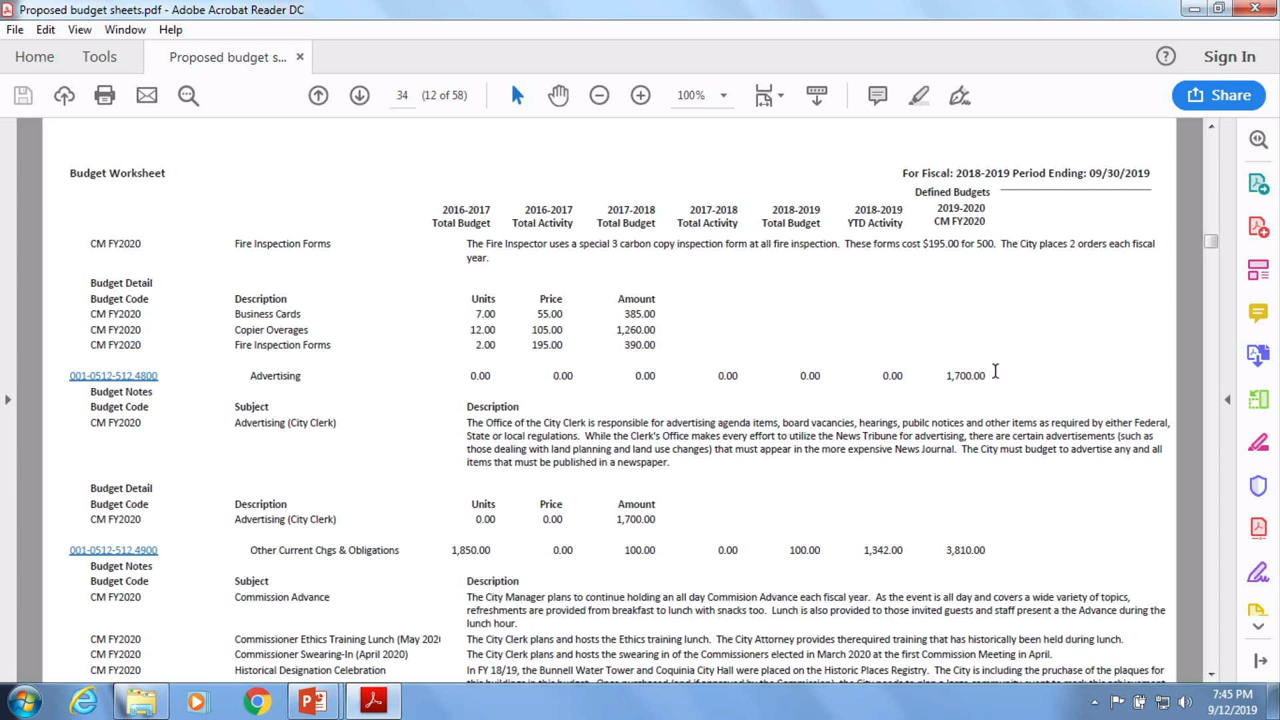 Proposed budget sheets.pdf - Adobe Acrobat Reader DC
File Edit View Window Help
Home Tools Proposed budget s... × Sign In
34 (12 of 58) 100% Share
Budget Worksheet For Fiscal: 2018-2019 Period Ending: 09/30/2019
Defined Budgets
2016-2017 2016-2017 2017-2018 2017-2018 2018-2019 2018-2019 2019-2020
Total Budget Total Activity Total Budget Total Activity Total Budget YTD Activity CM FY2020
CM FY2020 Fire Inspection Forms The Fire Inspector uses a special 3 carbon copy inspection form at all fire inspection. These forms cost $195.00 for 500. The City places 2 orders each fiscal
year.
Budget Detail
Budget Code Description Units Price Amount
CM FY2020 Business Cards 7.00 55.00 385.00
CM FY2020 Copier Overages 12.00 105.00 1,260.00
CM FY2020 Fire Inspection Forms 2.00 195.00 390.00
001-0512-512.4800 Advertising 0.00 0.00 0.00 0.00 0.00 0.00 1,700.00
Budget Notes
Budget Code Subject Description
CM FY2020 Advertising (City Clerk) The Office of the City Clerk is responsible for advertising agenda items, board vacancies, hearings, public notices and other items as required by either Federal,
State or local regulations. While the Clerk's Office makes every effort to utilize the News Tribune for advertising, there are certain advertisements (such as
those dealing with land planning and land use changes) that must appear in the more expensive News Journal. The City must budget to advertise any and all
items that must be published in a newspaper.
Budget Detail
Budget Code Description Units Price Amount
CM FY2020 Advertising (City Clerk) 0.00 0.00 1,700.00
001-0512-512.4900 Other Current Chgs & Obligations 1,850.00 0.00 100.00 0.00 100.00 1,342.00 3,810.00
Budget Notes
Budget Code Subject Description
CM FY2020 Commission Advance The City Manager plans to continue holding an all day Commision Advance each fiscal year. As the event is all day and covers a wide variety of topics,
refreshments are provided from breakfast to lunch with snacks too. Lunch is also provided to those invited guests and staff present a the Advance during the
lunch hour.
CM FY2020 Commissioner Ethics Training Lunch (May 2020 The City Clerk plans and hosts the Ethics training lunch. The City Attorney provides therequired training that has historically been held during lunch.
CM FY2020 Commissioner Swearing-In (April 2020) The City Clerk plans and hosts the swearing in of the Commissioners elected in March 2020 at the first Commission Meeting in April.
CM FY2020 Historical Designation Celebration In FY 18/19, the Bunnell Water Tower and Coquinia City Hall were placed on the Historic Places Registry. The City is including the pruchase of the plaques for
7:45 PM
9/12/2019